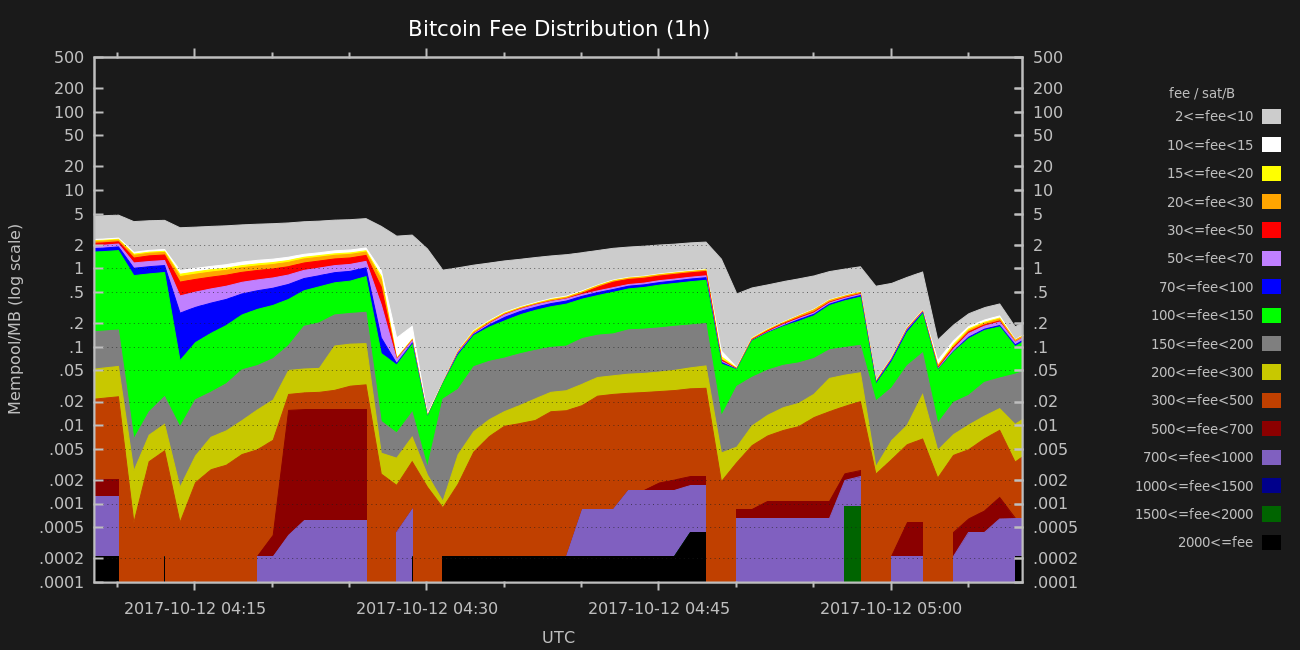 Bitcoin Fee Distribution (1h)
500
200
100
50
20
10
5
2
1
.5
.2
.1
.05
.02
.01
.005
.002
.001
.0005
.0002
.0001
Mempool/MB (log scale)
500
200
100
50
20
10
5
2
1
.5
.2
.1
.05
.02
.01
.005
.002
.001
.0005
.0002
.0001
2017-10-12 04:15
2017-10-12 04:30
2017-10-12 04:45
2017-10-12 05:00
UTC
fee / sat/B
2<=fee<10
10<=fee<15
15<=fee<20
20<=fee<30
30<=fee<50
50<=fee<70
70<=fee<100
100<=fee<150
150<=fee<200
200<=fee<300
300<=fee<500
500<=fee<700
700<=fee<1000
1000<=fee<1500
1500<=fee<2000
2000<=fee